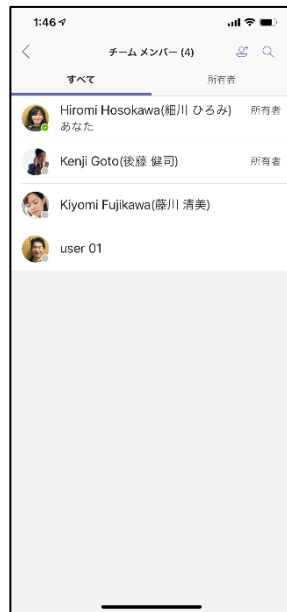 1:46
チーム メンバー (4)
すべて 所有者
Hiromi Hosokawa(細川 ひろみ) 所有者
あなた
Kenji Goto(後藤 健司) 所有者
Kiyomi Fujikawa(藤川 清美)
user 01